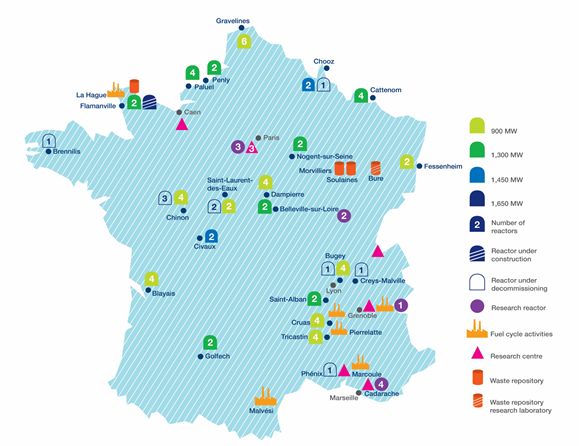 Gravelines
6
4
2
Penly
Paluel
Chooz
2
1
La Hague
Flamanville
2
4
Cattenom
Caen
1
Brennilis
3
3
Paris
2
Nogent-sur-Seine
Morvilliers
Soulaines
Bure
2
Fessenheim
Saint-Laurent-
des-Eaux
4
Dampierre
3
4
Chinon
2
2
2
Belleville-sur-Loire
2
2
Civaux
Bugey
1
4
1
Creys-Malville
Lyon
4
Blayais
Saint-Alban
2
Grenoble
1
Cruas
4
Pierrelatte
Tricastin
4
2
Golfech
Phénix
1
Marcoule
4
Marseille
Cadarache
Malvési
900 MW
1,300 MW
1,450 MW
1,650 MW
2
Number of
reactors
Reactor under
construction
Reactor under
decommissioning
Research reactor
Fuel cycle activities
Research centre
Waste repository
Waste repository
research laboratory